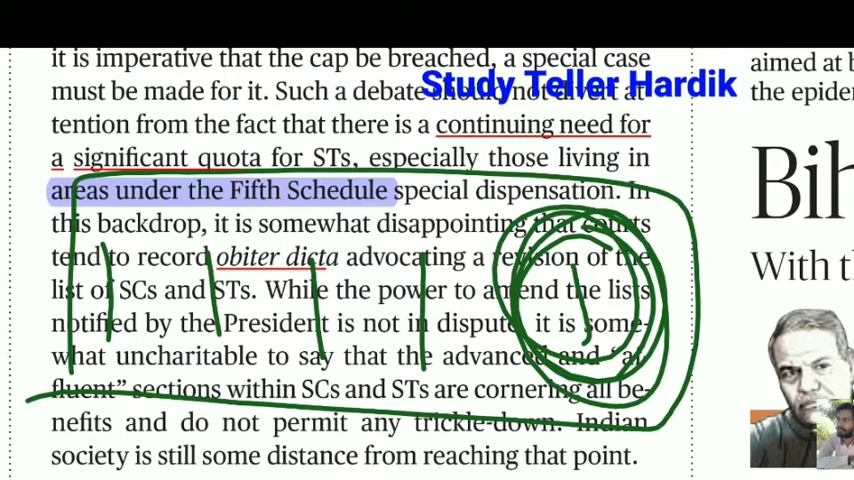 it is imperative that the cap be breached, a special case
must be made for it. Such a debate should not divert at
Study Teller Hardik
tention from the fact that there is a continuing need for
a significant quota for STs, especially those living in
areas under the Fifth Schedule special dispensation. In
this backdrop, it is somewhat disappointing that courts
tend to record obiter dicta advocating a revision of the
list of SCs and STs. While the power to amend the lists
notified by the President is not in dispute, it is some-
what uncharitable to say that the advanced and “af-
fluent” sections within SCs and STs are cornering all be-
nefits and do not permit any trickle-down. Indian
society is still some distance from reaching that point.
aimed at
the epide
Bih
With t